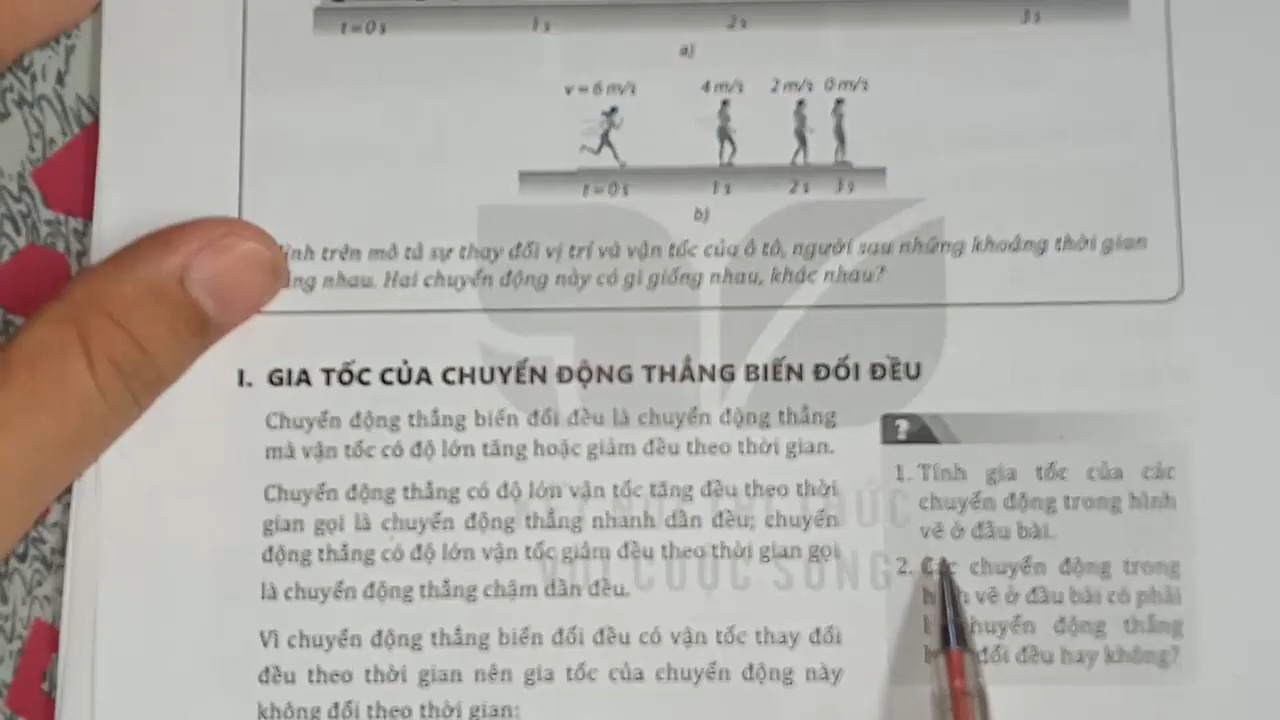 t = 0 s 1 s 2 s 3 s
a)
v = 6 m/s 4 m/s 2 m/s 0 m/s
t = 0 s 1 s 2 s 3 s
b)
ình trên mô tả sự thay đổi vị trí và vận tốc của ô tô, người sau những khoảng thời gian
ằng nhau. Hai chuyển động này có gì giống nhau, khác nhau?
I. GIA TỐC CỦA CHUYỂN ĐỘNG THẲNG BIẾN ĐỔI ĐỀU
Chuyển động thẳng biến đổi đều là chuyển động thẳng
mà vận tốc có độ lớn tăng hoặc giảm đều theo thời gian.
Chuyển động thẳng có độ lớn vận tốc tăng đều theo thời
gian gọi là chuyển động thẳng nhanh dần đều; chuyển
động thẳng có độ lớn vận tốc giảm đều theo thời gian gọi
là chuyển động thẳng chậm dần đều.
Vì chuyển động thẳng biến đổi đều có vận tốc thay đổi
đều theo thời gian nên gia tốc của chuyển động này
không đổi theo thời gian:
?
1. Tính gia tốc của các
chuyển động trong hình
vẽ ở đầu bài.
2. Các chuyển động trong
vẽ ở đầu bài có phải
chuyển động thẳng
đổi đều hay không?
VỚI CUỘC SỐNG